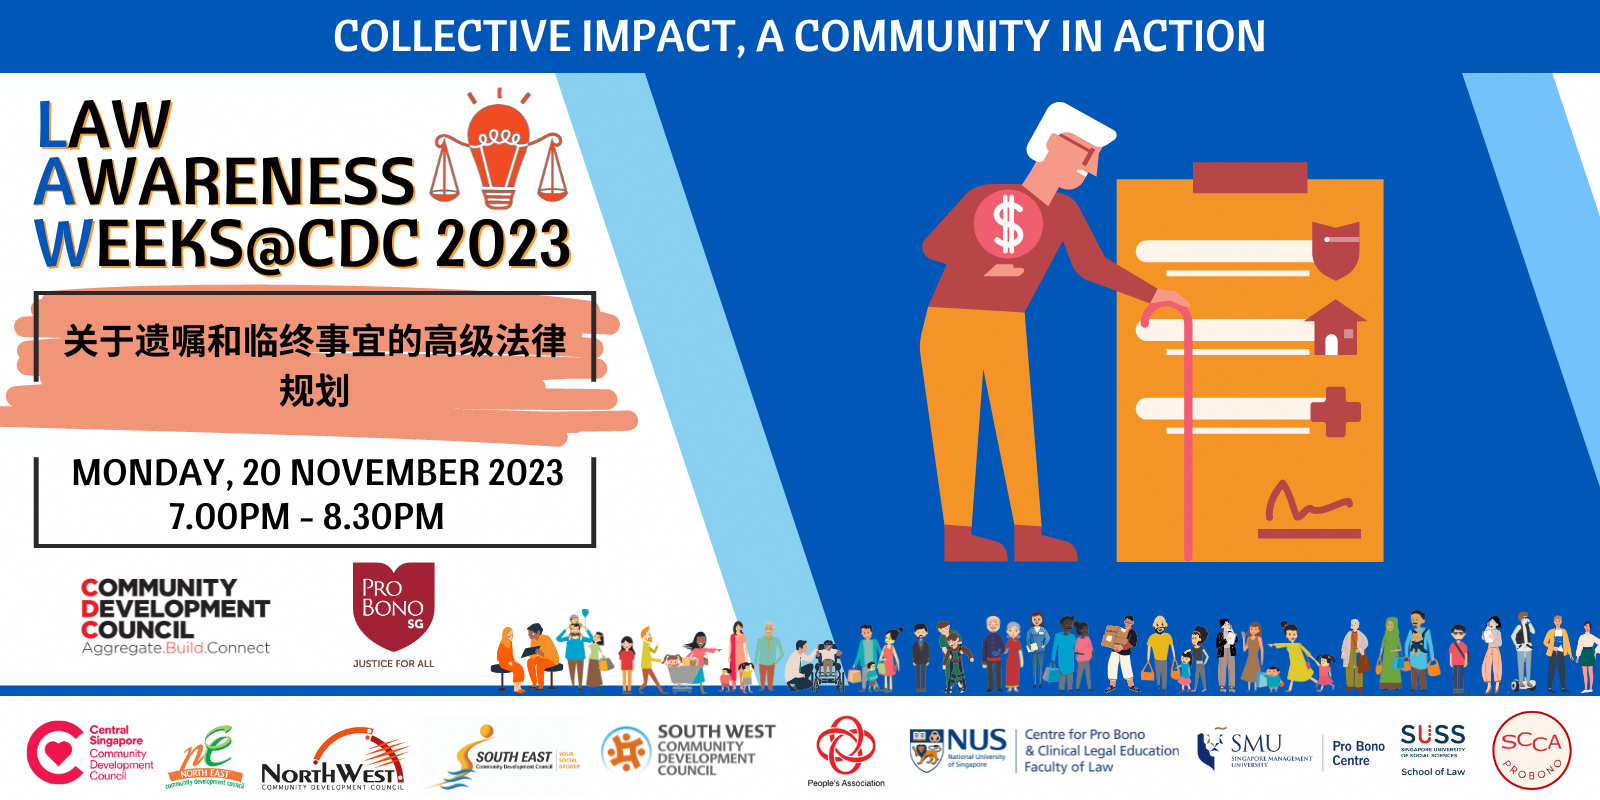 COLLECTIVE IMPACT, A COMMUNITY IN ACTION
LAW
AWARENESS
WEEKS@CDC 2023
关于遗嘱和临终事宜的高级法律
规划
MONDAY, 20 NOVEMBER 2023
7.00PM - 8.30PM
COMMUNITY
DEVELOPMENT
COUNCIL
Aggregate.Build.Connect
PRO
BONO
SG
JUSTICE FOR ALL
$
Central
Singapore
Community
Development
Council
ne
NORTH EAST
community development council
NORTHWEST
COMMUNITY DEVELOPMENT COUNCIL
SOUTH EAST
Community Development Council
YOUR
SOCIAL
BROKER
SOUTH WEST
COMMUNITY
DEVELOPMENT
COUNCIL
People's Association
NUS
National University
of Singapore
Centre for Pro Bono
& Clinical Legal Education
Faculty of Law
SMU
SINGAPORE MANAGEMENT
UNIVERSITY
Pro Bono
Centre
SUSS
SINGAPORE UNIVERSITY
OF SOCIAL SCIENCES
School of Law
SCCA
PROBONO